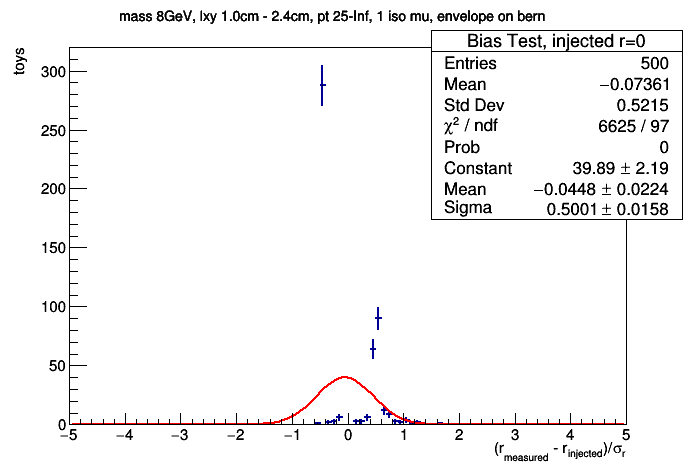 mass 8GeV, lxy 1.0cm - 2.4cm, pt 25-Inf, 1 iso mu, envelope on bern
Bias Test, injected r=0
Entries 500
Mean −0.07361
Std Dev 0.5215
χ² / ndf 6625 / 97
Prob 0
Constant 39.89 ± 2.19
Mean −0.0448 ± 0.0224
Sigma 0.5001 ± 0.0158
toys
300
250
200
150
100
50
0
−5 −4 −3 −2 −1 0 1 2 3 4 5
(r_measured - r_injected)/σ_r